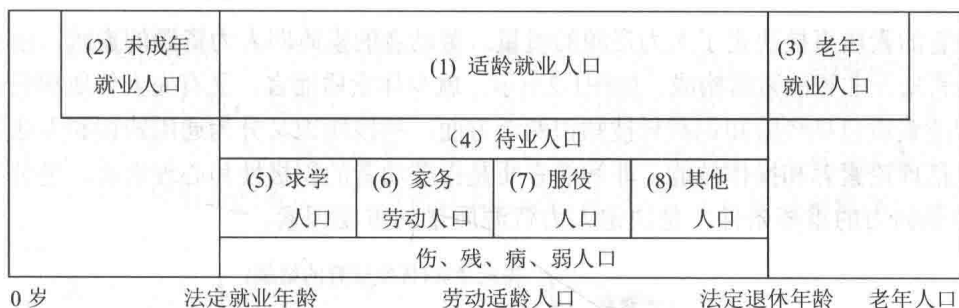 (2) 未成年
就业人口
(1) 适龄就业人口
(3) 老年
就业人口
(4) 待业人口
(5) 求学
人口
(6) 家务
劳动人口
(7) 服役
人口
(8) 其他
人口
伤、残、病、弱人口
0 岁 法定就业年龄 劳动适龄人口 法定退休年龄 老年人口